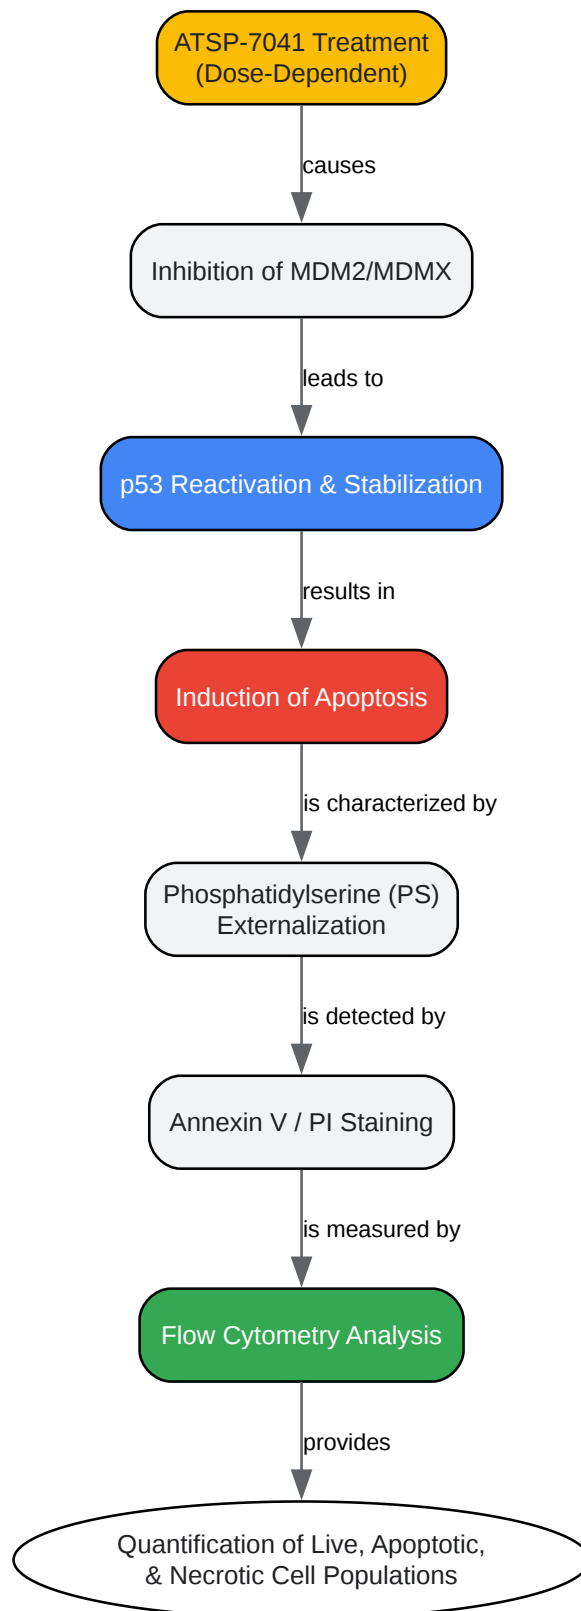 ATSP-7041 Treatment
(Dose-Dependent)
causes
Inhibition of MDM2/MDMX
leads to
p53 Reactivation & Stabilization
results in
Induction of Apoptosis
is characterized by
Phosphatidylserine (PS)
Externalization
is detected by
Annexin V / PI Staining
is measured by
Flow Cytometry Analysis
provides
Quantification of Live, Apoptotic,
& Necrotic Cell Populations